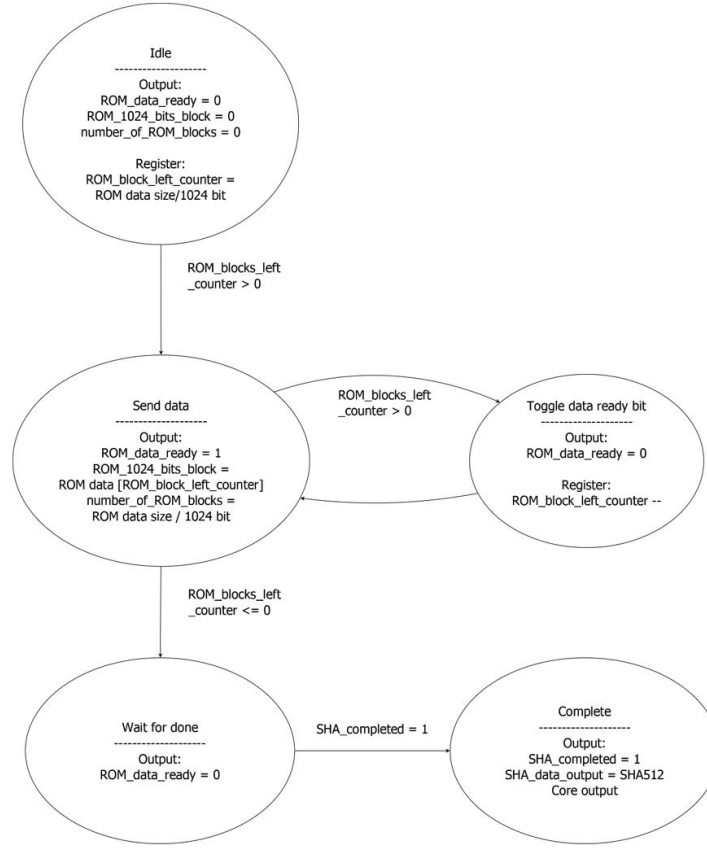 Idle
--------------------
Output:
ROM_data_ready = 0
ROM_1024_bits_block = 0
number_of_ROM_blocks = 0
Register:
ROM_block_left_counter =
ROM data size/1024 bit
ROM_blocks_left
_counter > 0
Send data
--------------------
Output:
ROM_data_ready = 1
ROM_1024_bits_block =
ROM data [ROM_block_left_counter]
number_of_ROM_blocks =
ROM data size / 1024 bit
ROM_blocks_left
_counter > 0
Toggle data ready bit
--------------------
Output:
ROM_data_ready = 0
Register:
ROM_block_left_counter --
ROM_blocks_left
_counter <= 0
Wait for done
--------------------
Output:
ROM_data_ready = 0
SHA_completed = 1
Complete
--------------------
Output:
SHA_completed = 1
SHA_data_output = SHA512
Core output